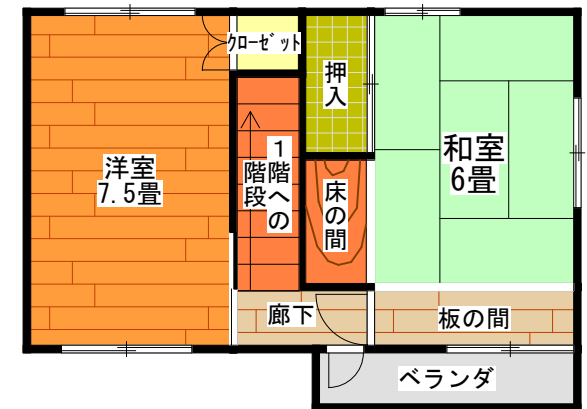 クローゼット
押入
和室
6畳
洋室
7.5畳
1階への
階段
床の間
廊下
板の間
ベランダ